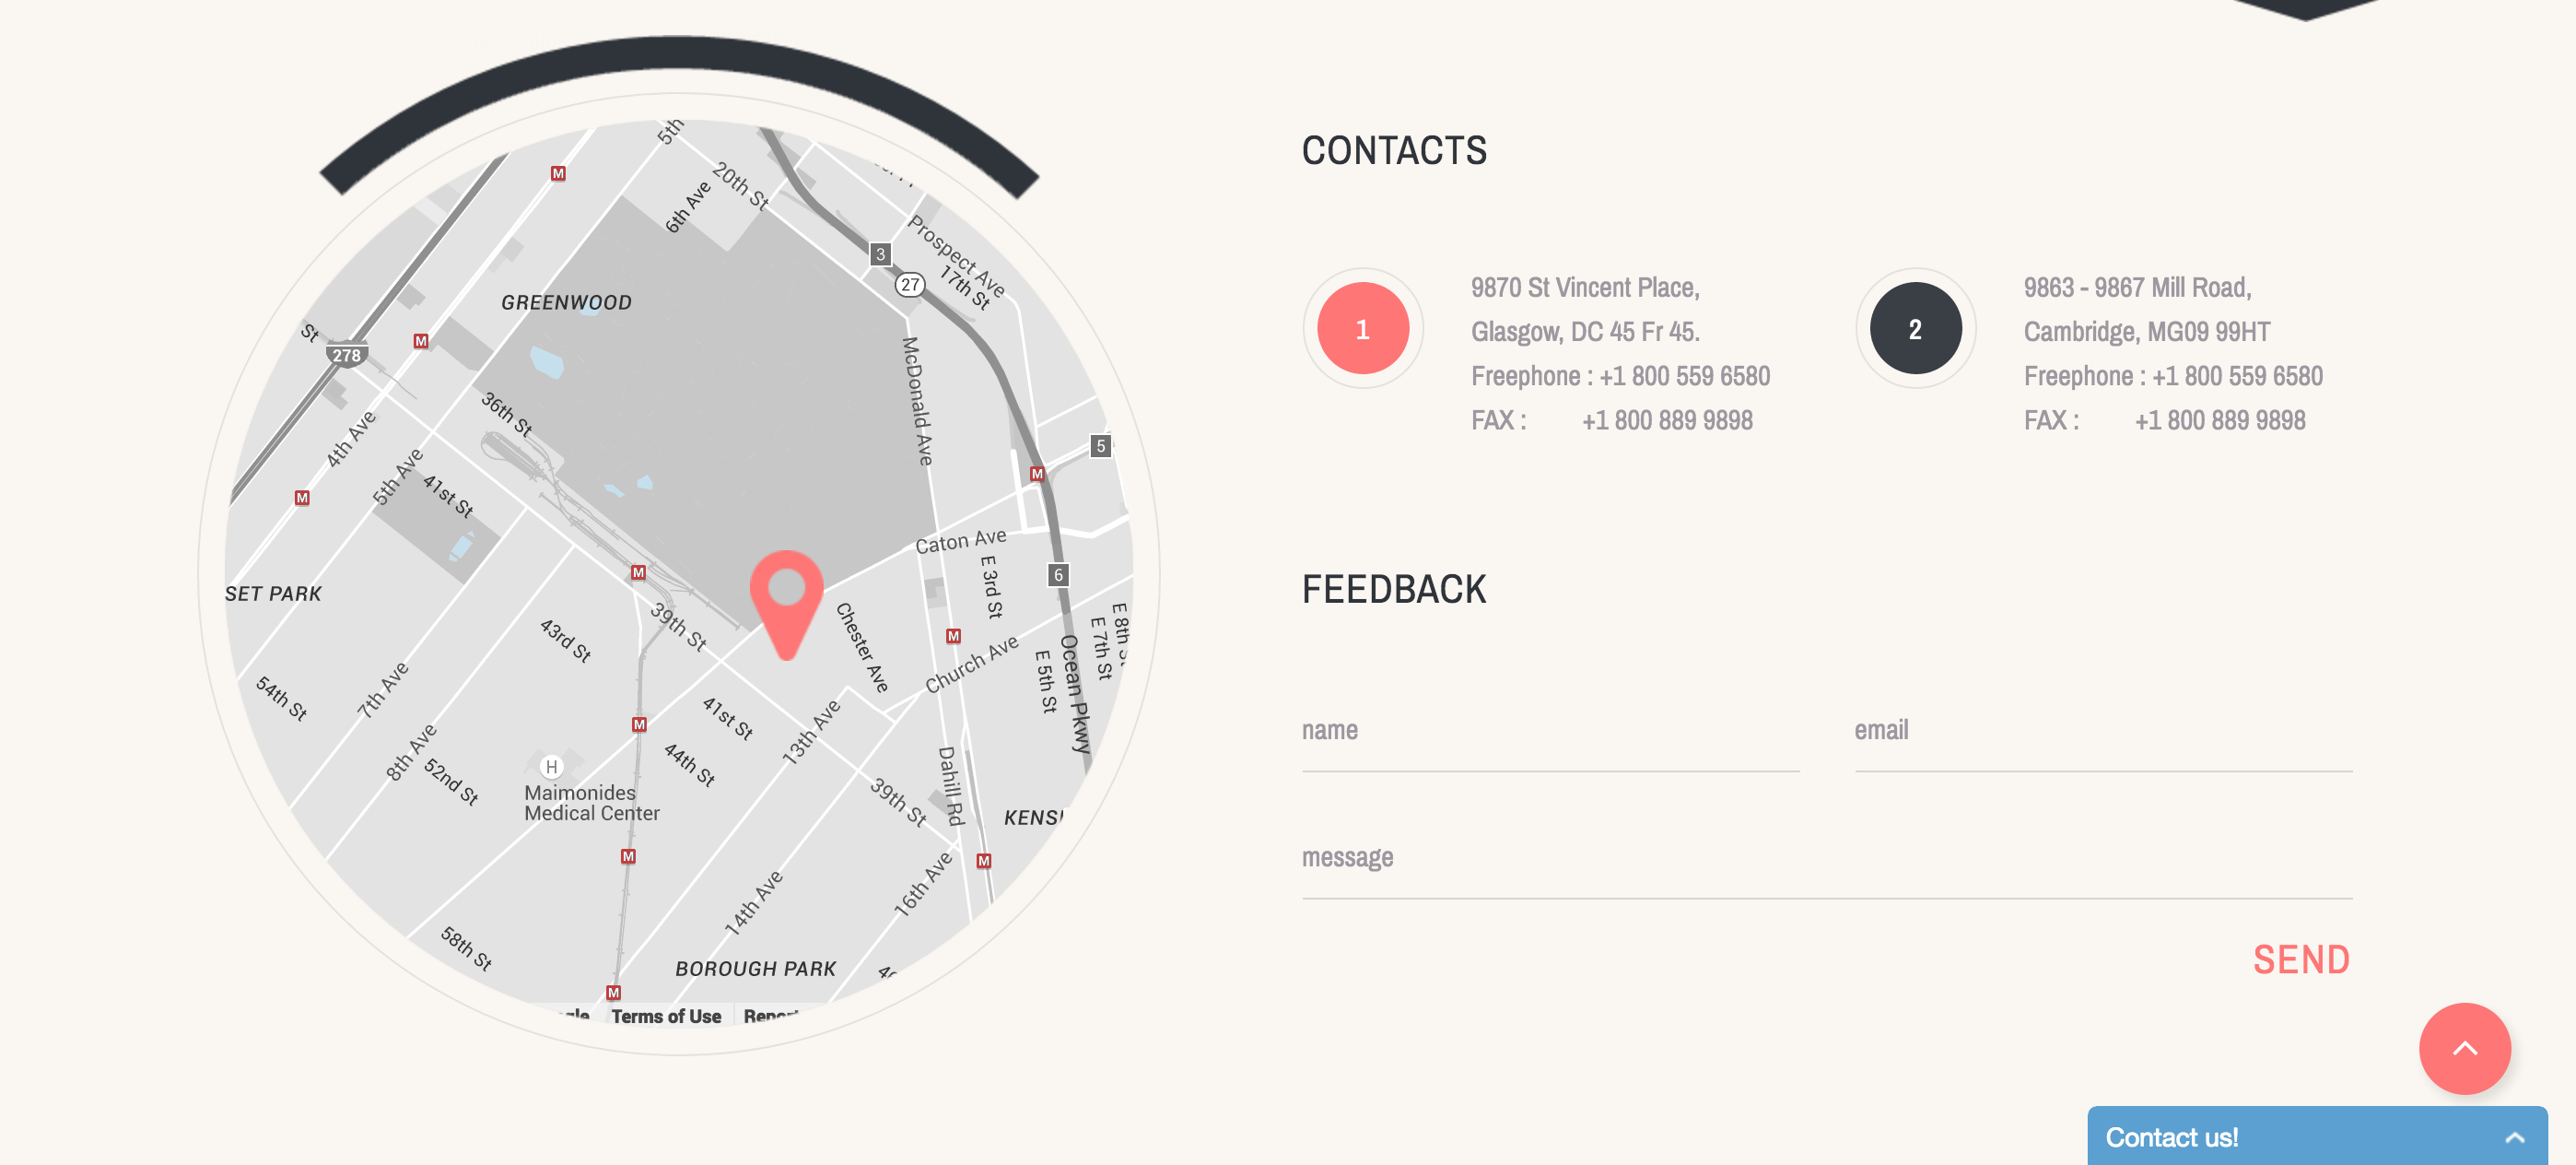 CONTACTS
1
9870 St Vincent Place,
Glasgow, DC 45 Fr 45.
Freephone : +1 800 559 6580
FAX : +1 800 889 9898
2
9863 - 9867 Mill Road,
Cambridge, MG09 99HT
Freephone : +1 800 559 6580
FAX : +1 800 889 9898
FEEDBACK
name
email
message
SEND
Contact us!
5th
M
20th St
6th Ave
3
Prospect Ave
27
17th St
GREENWOOD
St
278
M
McDonald Ave
36th St
4th Ave
5
5th Ave
M
41st St
M
Caton Ave
E 3rd St
M
6
SET PARK
39th St
Chester Ave
M
E 8th St
E 7th St
43rd St
Church Ave
Ocean Pkwy
E 5th St
54th St
7th Ave
41st St
M
13th Ave
8th Ave
44th St
H
52nd St
Dahill Rd
Maimonides
Medical Center
39th St
KENS
M
M
14th Ave
16th Ave
58th St
BOROUGH PARK
M
Terms of Use